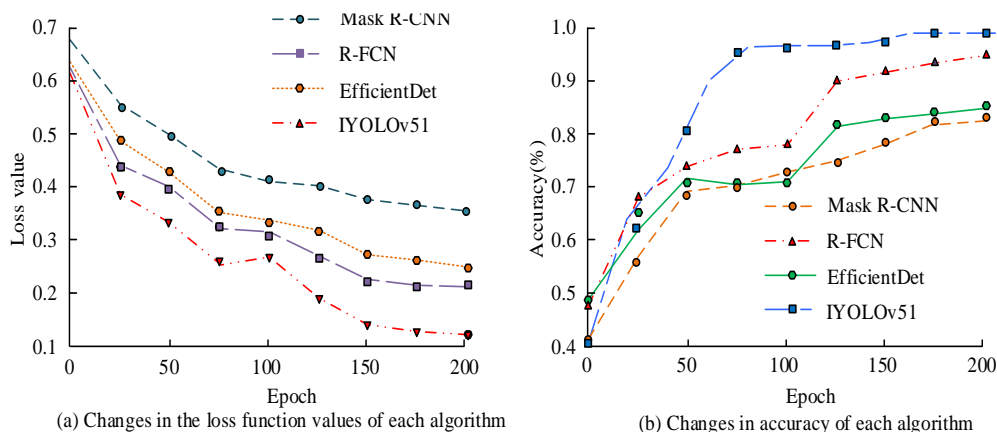 Mask R-CNN
R-FCN
EfficientDet
IYOLOv51
0.7
0.6
0.5
0.4
0.3
0.2
0.1
Loss value
0 50 100 150 200
Epoch
(a) Changes in the loss function values of each algorithm
1.0
0.9
0.8
0.7
0.6
0.5
0.4
Accuracy(%)
Mask R-CNN
R-FCN
EfficientDet
IYOLOv51
0 50 100 150 200
Epoch
(b) Changes in accuracy of each algorithm